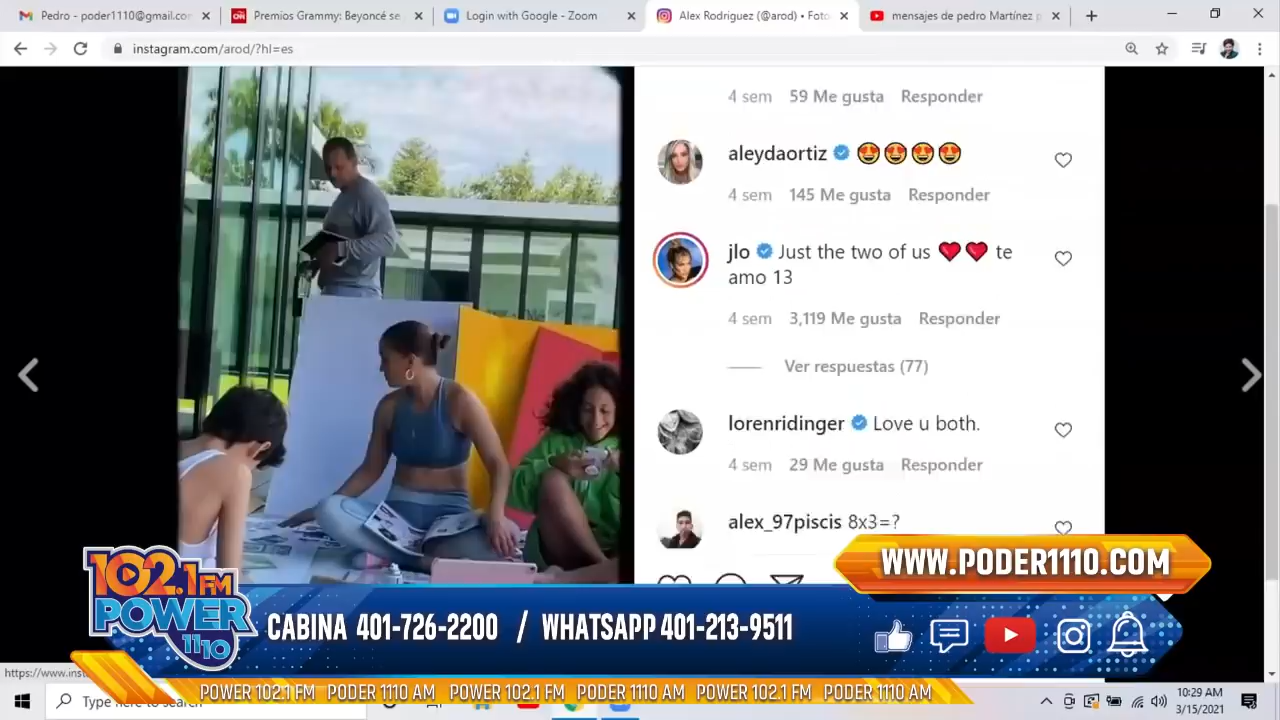 Pedro - poder1110@gmail.com
Premios Grammy: Beyoncé s
Login with Google - Zoom
Alex Rodriguez (@arod) • Foto
mensajes de pedro Martínez p
instagram.com/arod/?hl=es
4 sem 59 Me gusta Responder
aleydaortiz 😍😍😍😍
4 sem 145 Me gusta Responder
jlo Just the two of us ❤️❤️ te
amo 13
4 sem 3,119 Me gusta Responder
Ver respuestas (77)
lorenridinger Love u both.
4 sem 29 Me gusta Responder
alex_97piscis 8x3=?
WWW.PODER1110.COM
102.1 FM
POWER
1110
CABINA 401-726-2200 / WHATSAPP 401-213-9511
https://www.inst
POWER 102.1 FM PODER 1110 AM POWER 102.1 FM PODER 1110 AM POWER 102.1 FM PODER 1110 AM
Type here to search
10:29 AM
3/15/2021